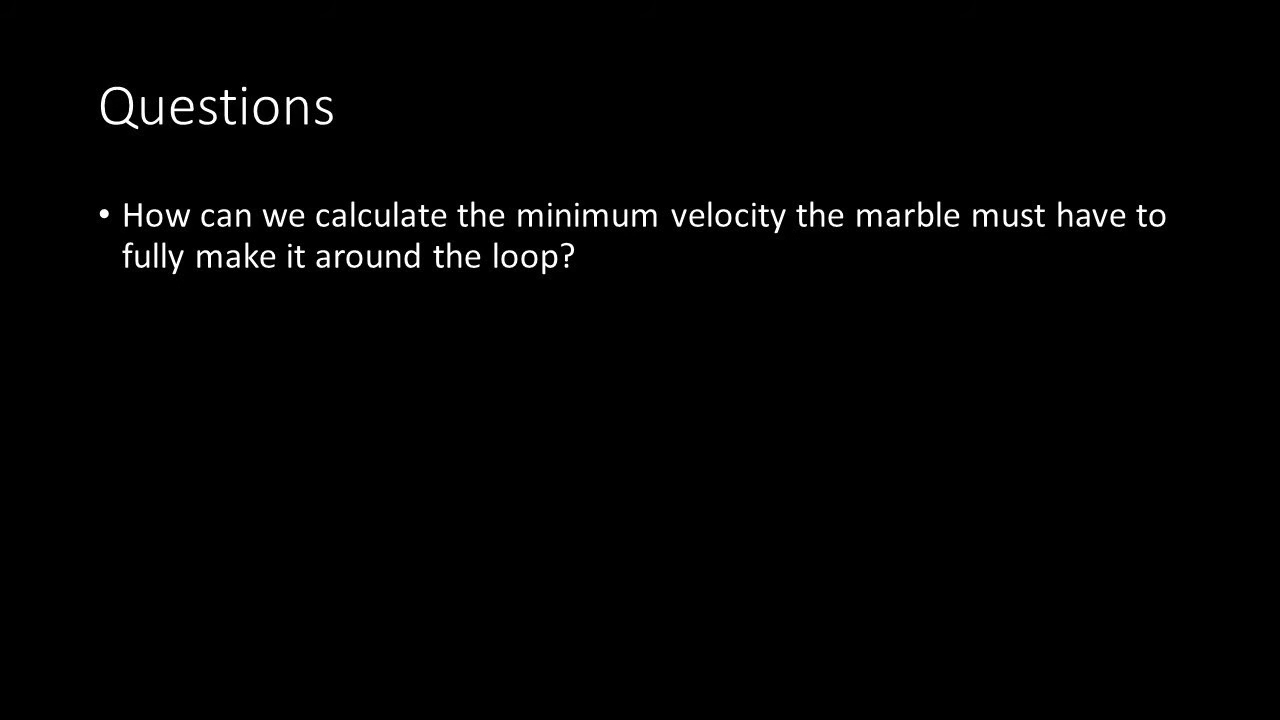 Questions
• How can we calculate the minimum velocity the marble must have to
fully make it around the loop?